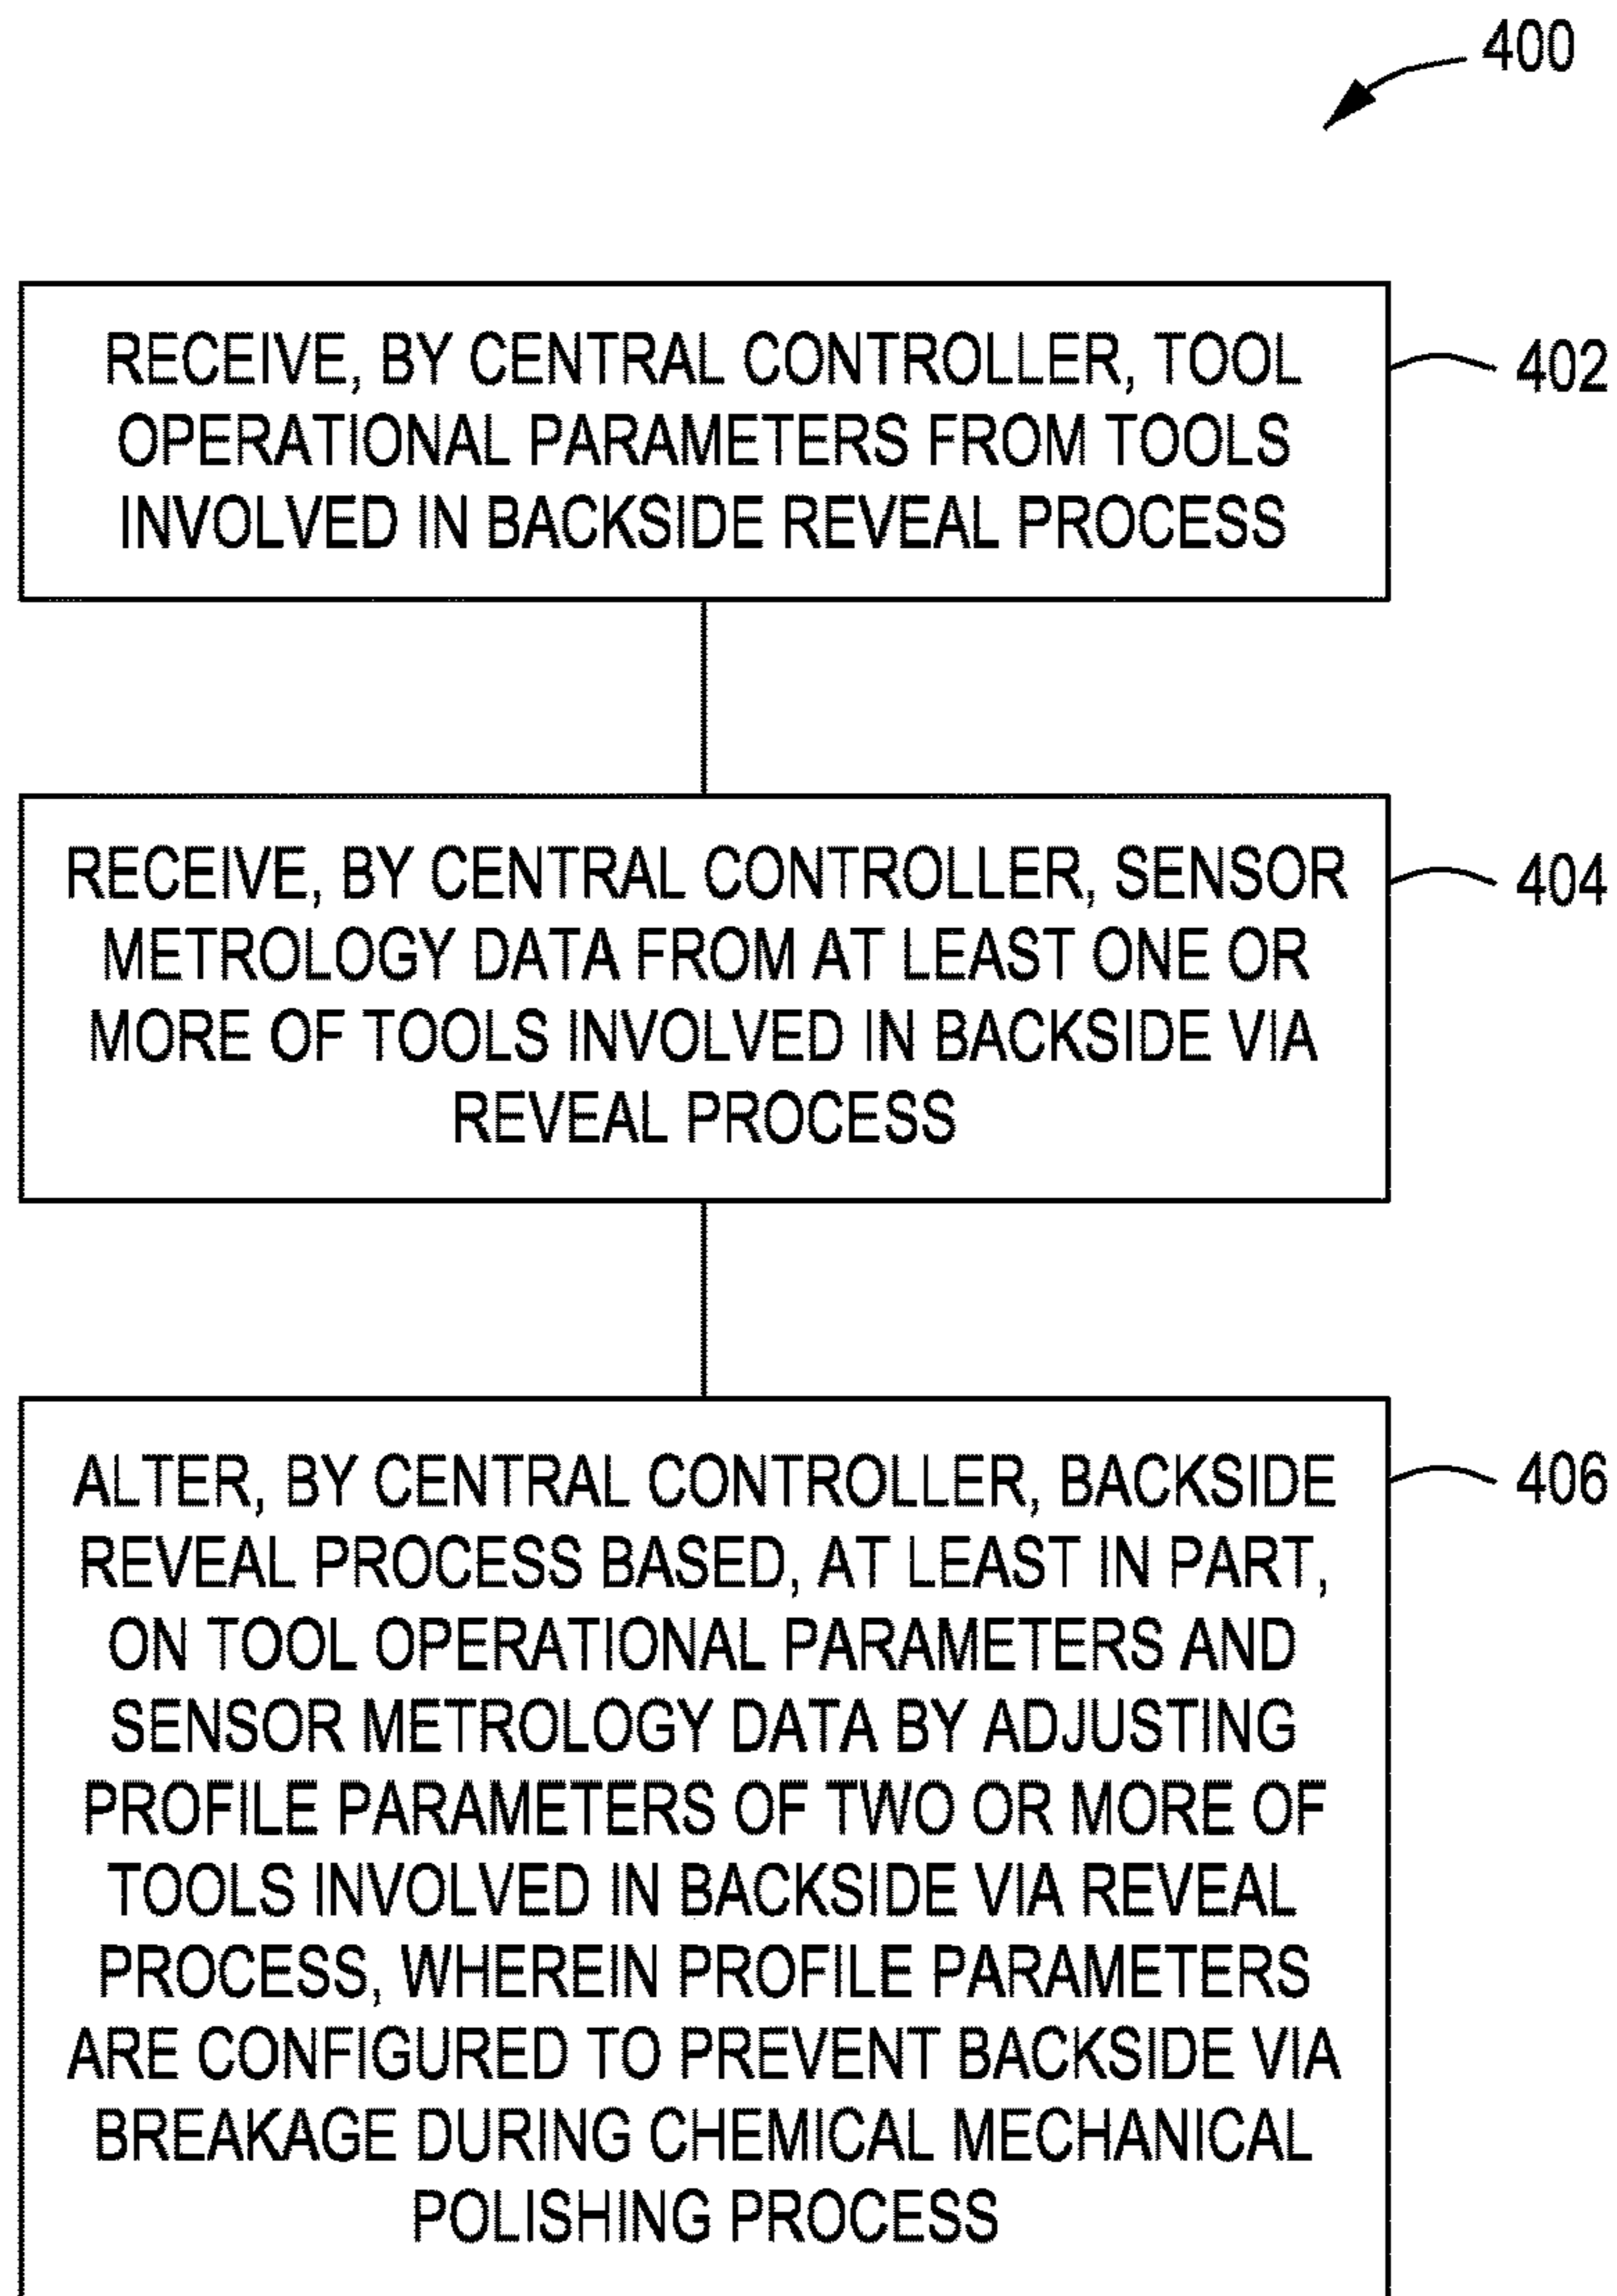 400
RECEIVE, BY CENTRAL CONTROLLER, TOOL
OPERATIONAL PARAMETERS FROM TOOLS
INVOLVED IN BACKSIDE REVEAL PROCESS
402
RECEIVE, BY CENTRAL CONTROLLER, SENSOR
METROLOGY DATA FROM AT LEAST ONE OR
MORE OF TOOLS INVOLVED IN BACKSIDE VIA
REVEAL PROCESS
404
ALTER, BY CENTRAL CONTROLLER, BACKSIDE
REVEAL PROCESS BASED, AT LEAST IN PART,
ON TOOL OPERATIONAL PARAMETERS AND
SENSOR METROLOGY DATA BY ADJUSTING
PROFILE PARAMETERS OF TWO OR MORE OF
TOOLS INVOLVED IN BACKSIDE VIA REVEAL
PROCESS, WHEREIN PROFILE PARAMETERS
ARE CONFIGURED TO PREVENT BACKSIDE VIA
BREAKAGE DURING CHEMICAL MECHANICAL
POLISHING PROCESS
406